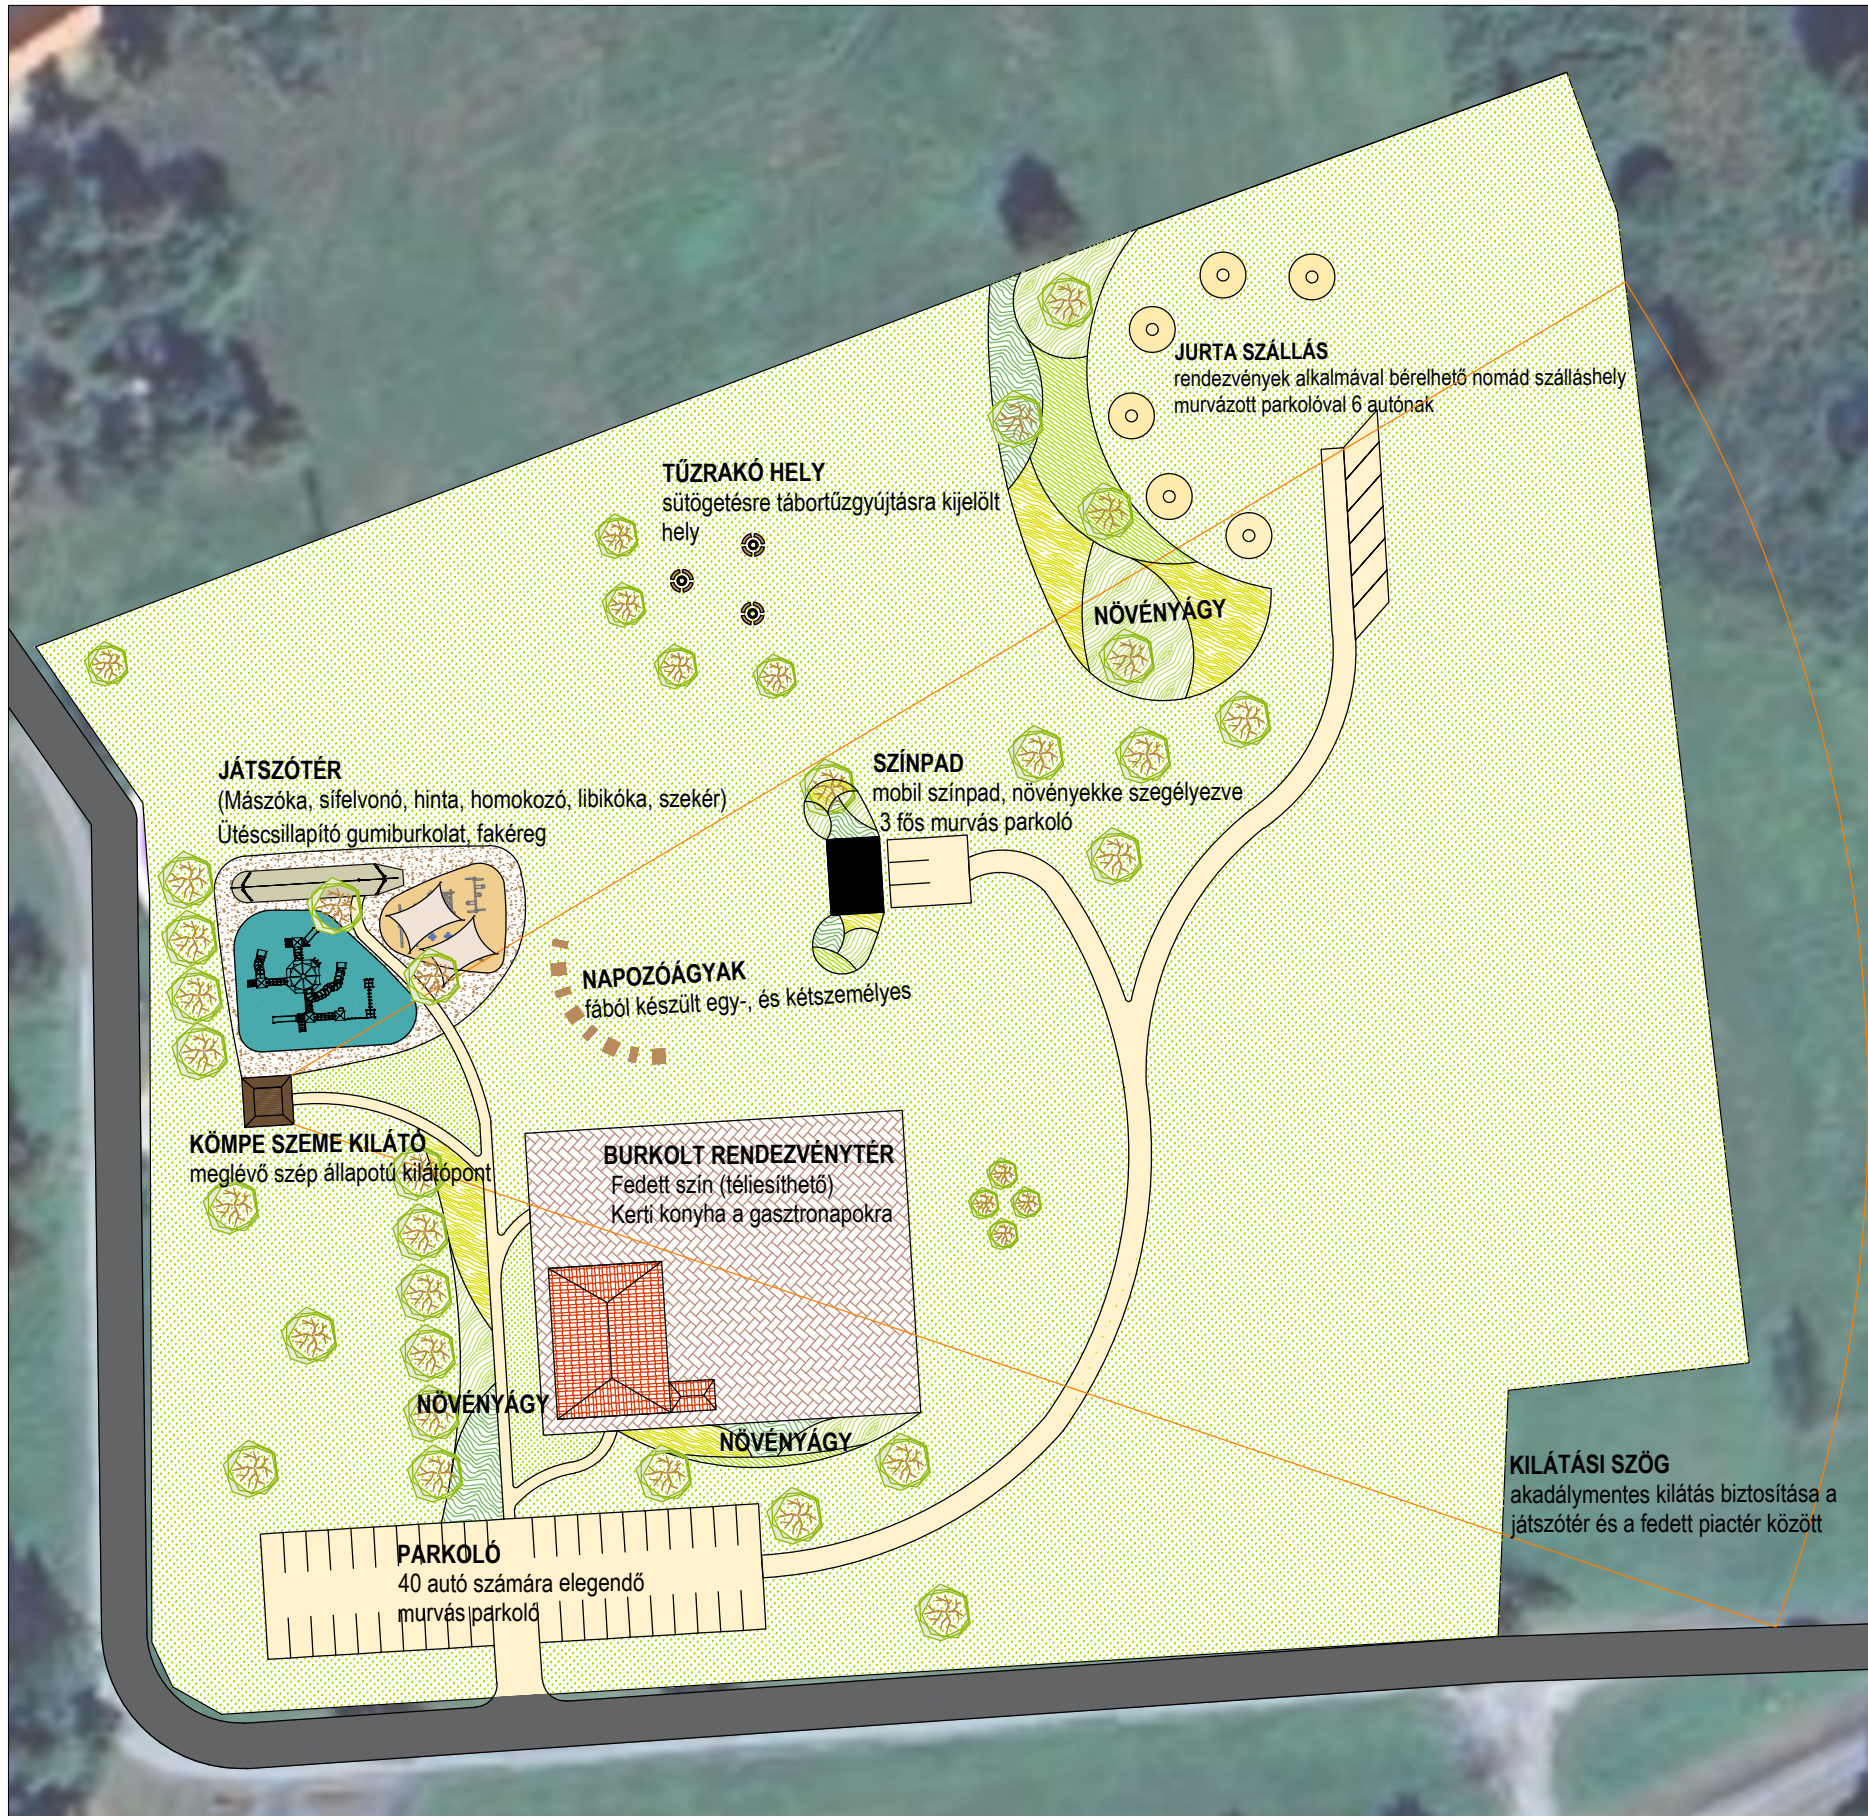 JURTA SZÁLLÁS
rendezvények alkalmával bérelhető nomád szálláshely
murvázott parkolóval 6 autónak
TŰZRAKÓ HELY
sütögetésre tábortűzgyújtásra kijelölt
hely
NÖVÉNYÁGY
SZÍNPAD
mobil színpad, növényekke szegélyezve
3 fős murvás parkoló
JÁTSZÓTÉR
(Mászóka, sífelvonó, hinta, homokozó, libikóka, szekér)
Ütéscsillapító gumiburkolat, fakéreg
NAPOZÓÁGYAK
fából készült egy-, és kétszemélyes
KÖMPE SZEME KILÁTÓ
meglévő szép állapotú kilátópont
BURKOLT RENDEZVÉNYTÉR
Fedett szín (téliesíthető)
Kerti konyha a gasztronapokra
NÖVÉNYÁGY
NÖVÉNYÁGY
KILÁTÁSI SZÖG
akadálymentes kilátás biztosítása a
játszótér és a fedett piactér között
PARKOLÓ
40 autó számára elegendő
murvás parkoló